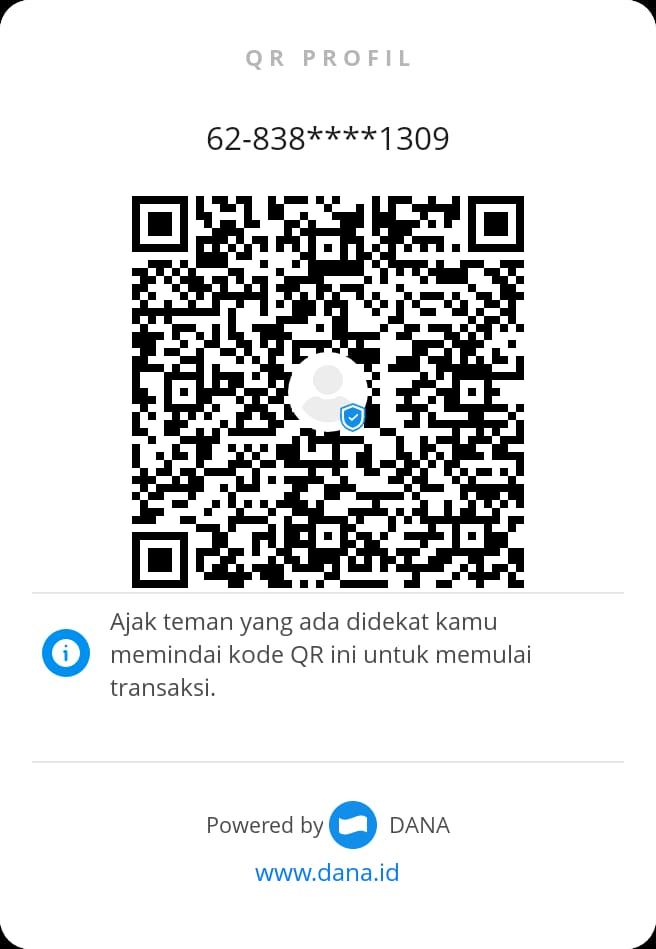 QR PROFIL
62-838****1309
Ajak teman yang ada didekat kamu
memindai kode QR ini untuk memulai
transaksi.
Powered by DANA
www.dana.id